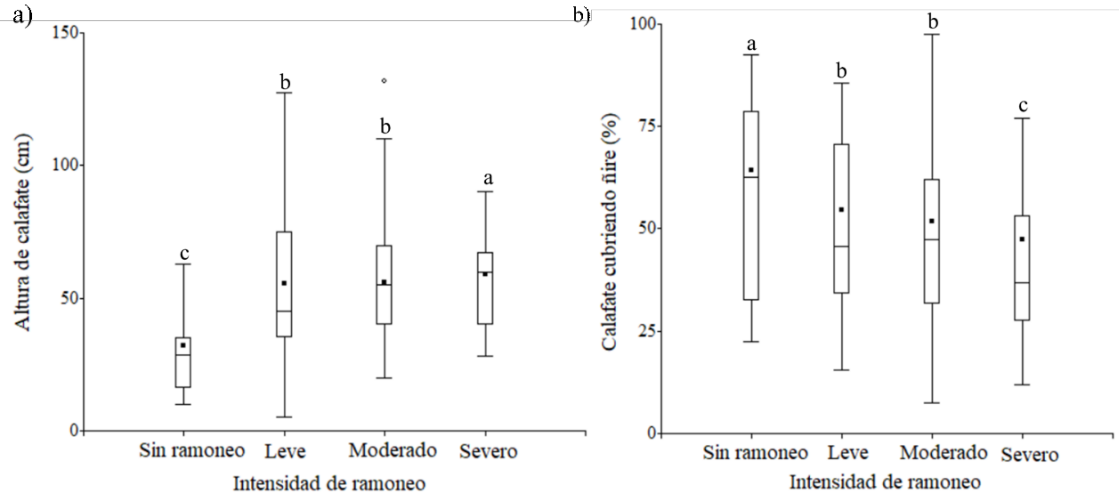 a)
Altura de calafate (cm)
150
100
50
0
c
b
b
a
Sin ramoneo Leve Moderado Severo
Intensidad de ramoneo
b)
Calafate cubriendo ñire (%)
100
75
50
25
0
a
b
b
c
Sin ramoneo Leve Moderado Severo
Intensidad de ramoneo